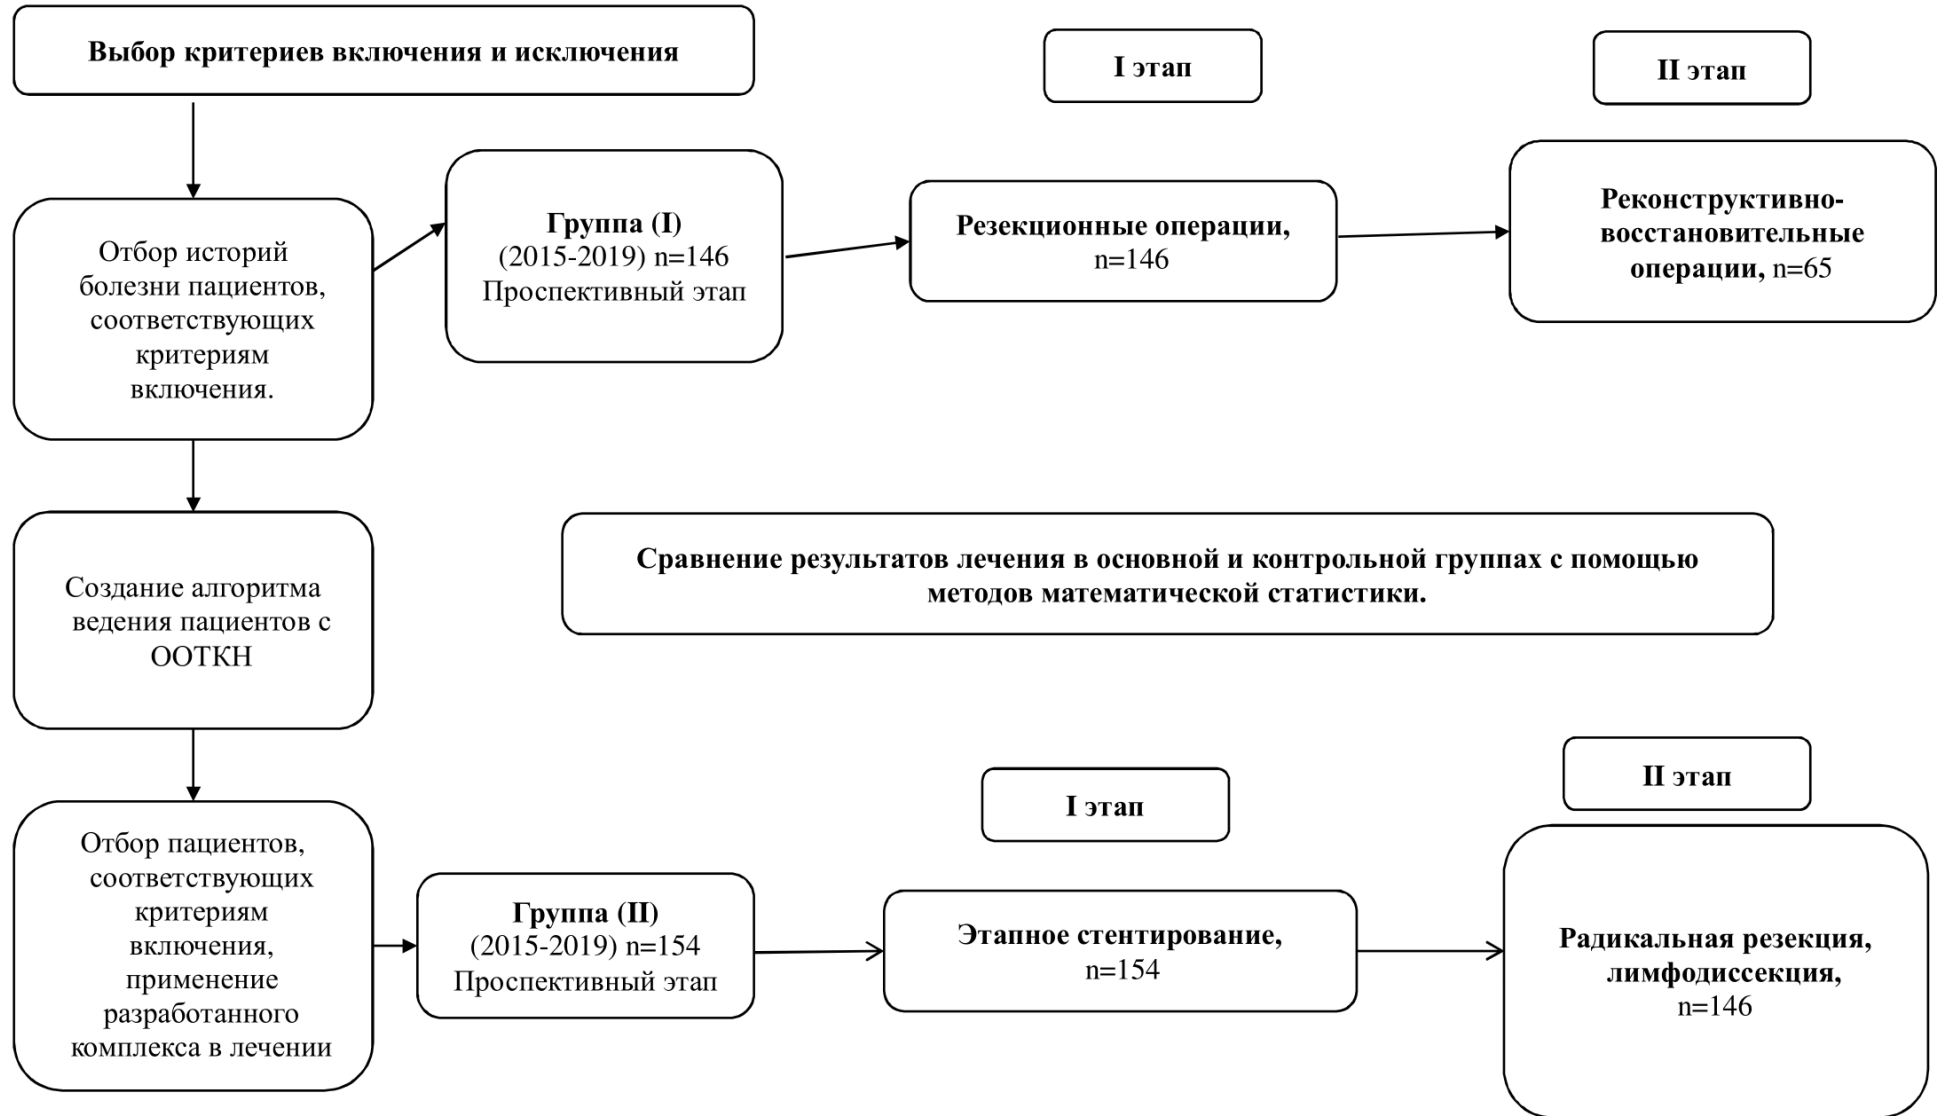 Выбор критериев включения и исключения
I этап
II этап
Отбор историй
болезни пациентов,
соответствующих
критериям
включения.
Группа (I)
(2015-2019) n=146
Проспективный этап
Резекционные операции,
n=146
Реконструктивно-
восстановительные
операции, n=65
Создание алгоритма
ведения пациентов с
ООТКН
Сравнение результатов лечения в основной и контрольной группах с помощью
методов математической статистики.
I этап
II этап
Отбор пациентов,
соответствующих
критериям
включения,
применение
разработанного
комплекса в лечении
Группа (II)
(2015-2019) n=154
Проспективный этап
Этапное стентирование,
n=154
Радикальная резекция,
лимфодиссекция,
n=146